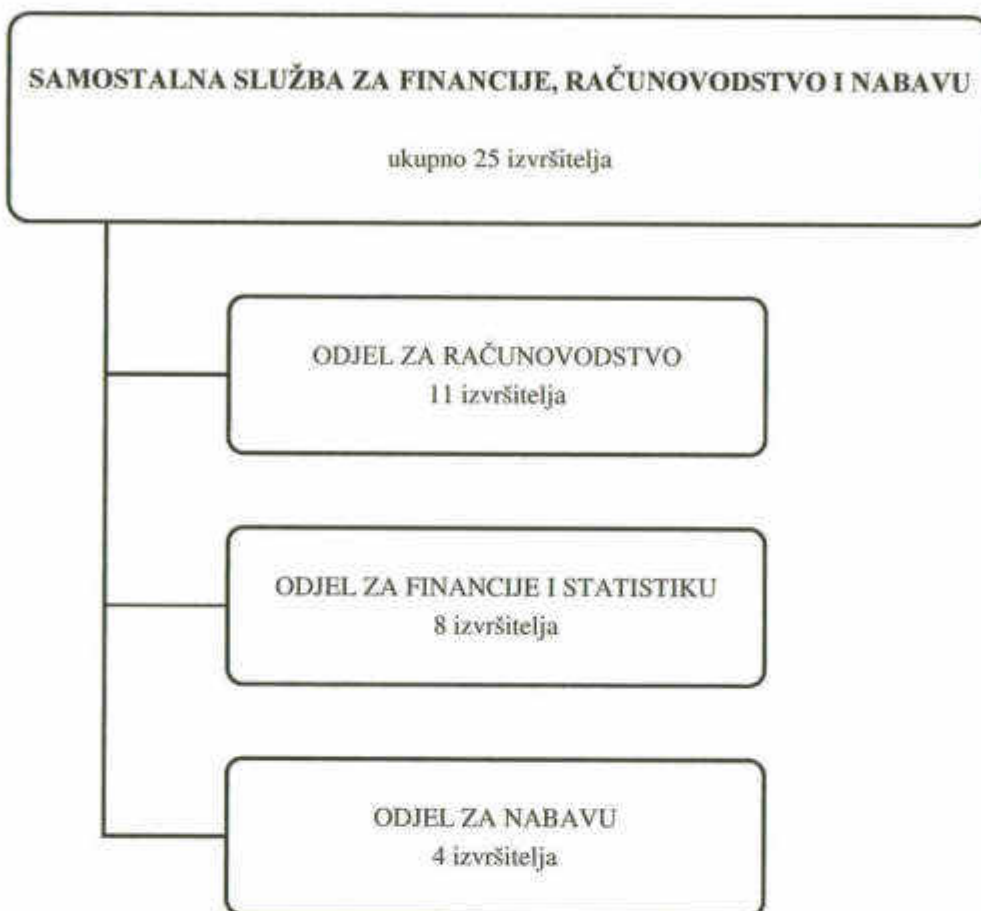 SAMOSTALNA SLUŽBA ZA FINANCIJE, RAČUNOVODSTVO I NABAVU
ukupno 25 izvršitelja
ODJEL ZA RAČUNOVODSTVO
11 izvršitelja
ODJEL ZA FINANCIJE I STATISTIKU
8 izvršitelja
ODJEL ZA NABAVU
4 izvršitelja